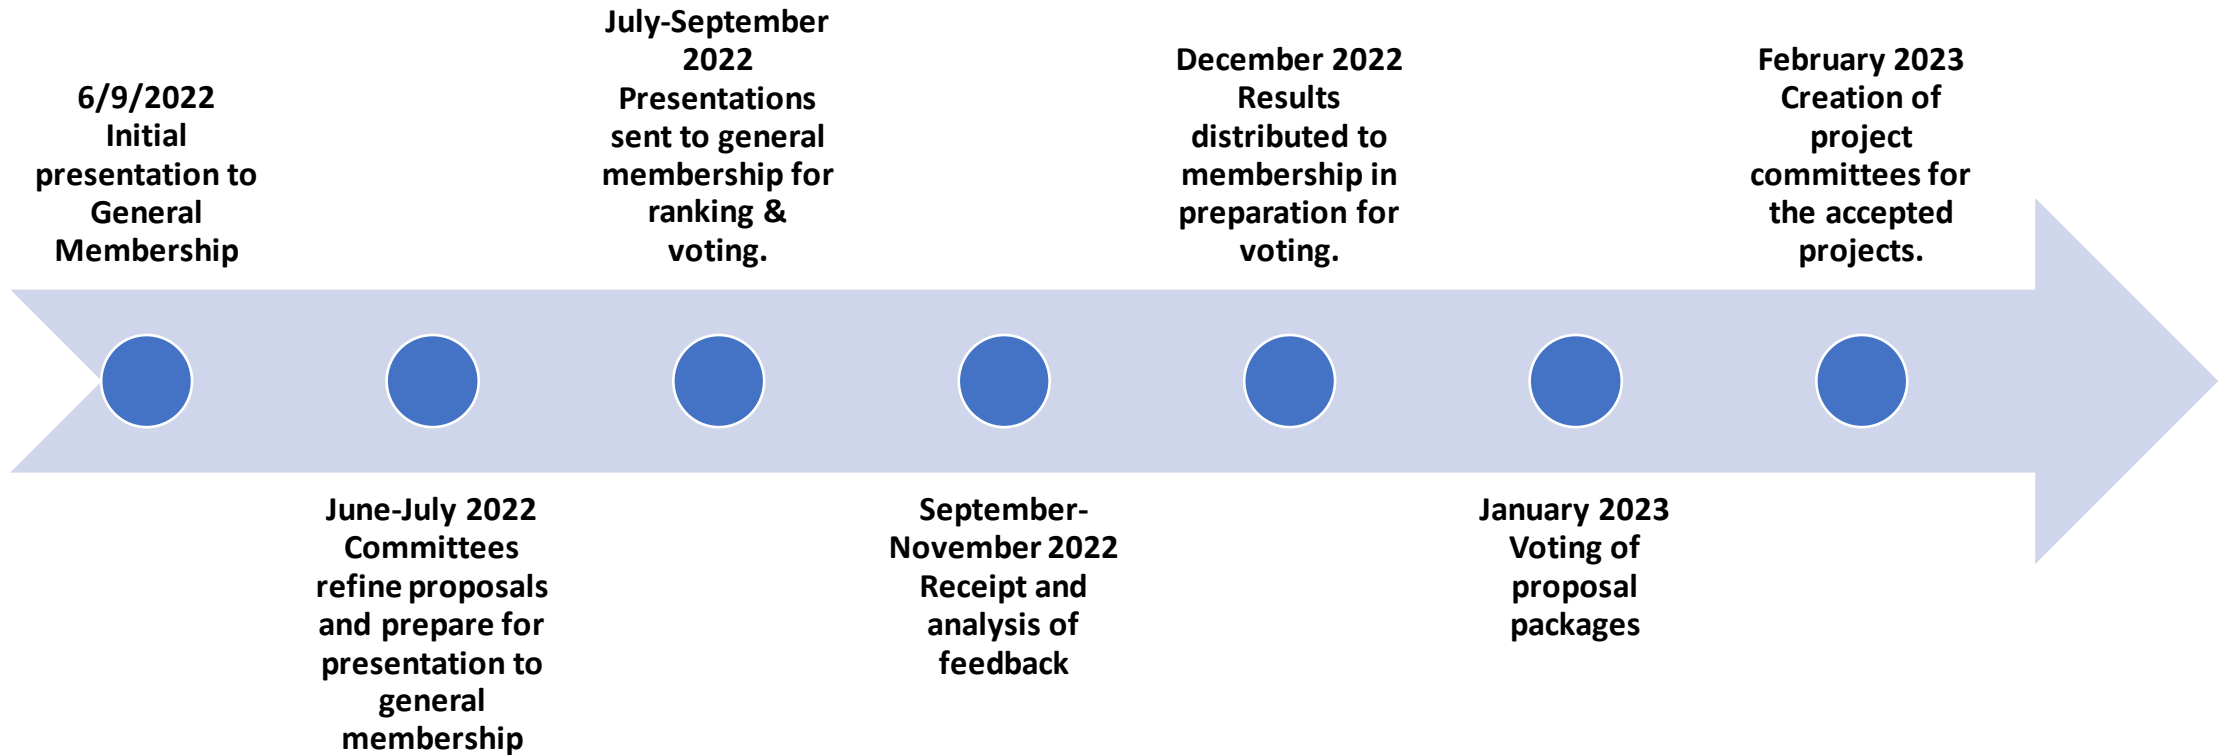 6/9/2022
Initial
presentation to
General
Membership
June-July 2022
Committees
refine proposals
and prepare for
presentation to
general
membership
July-September
2022
Presentations
sent to general
membership for
ranking &
voting.
September-
November 2022
Receipt and
analysis of
feedback
December 2022
Results
distributed to
membership in
preparation for
voting.
January 2023
Voting of
proposal
packages
February 2023
Creation of
project
committees for
the accepted
projects.